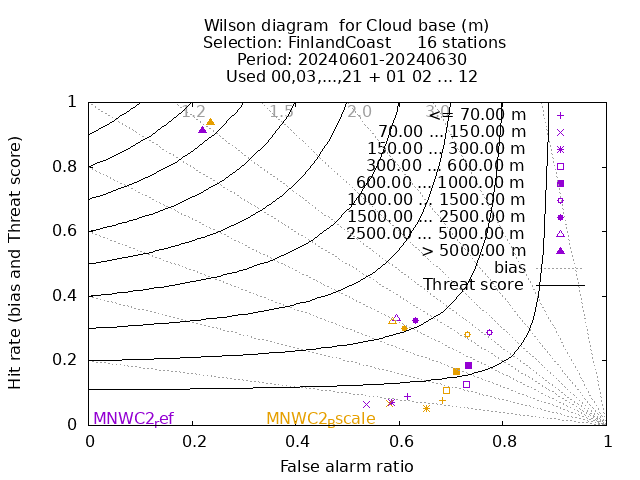 Wilson diagram for Cloud base (m)
Selection: FinlandCoast 16 stations
Period: 20240601-20240630
Used 00,03,...,21 + 01 02 ... 12
1.2 1.5 2.0 3.0
<= 70.00 m
70.00 ... 150.00 m
150.00 ... 300.00 m
300.00 ... 600.00 m
600.00 ... 1000.00 m
1000.00 ... 1500.00 m
1500.00 ... 2500.00 m
2500.00 ... 5000.00 m
> 5000.00 m
bias
Threat score
Hit rate (bias and Threat score)
1
0.8
0.6
0.4
0.2
0
MNWC2ref MNWC2Bscale
0 0.2 0.4 0.6 0.8 1
False alarm ratio